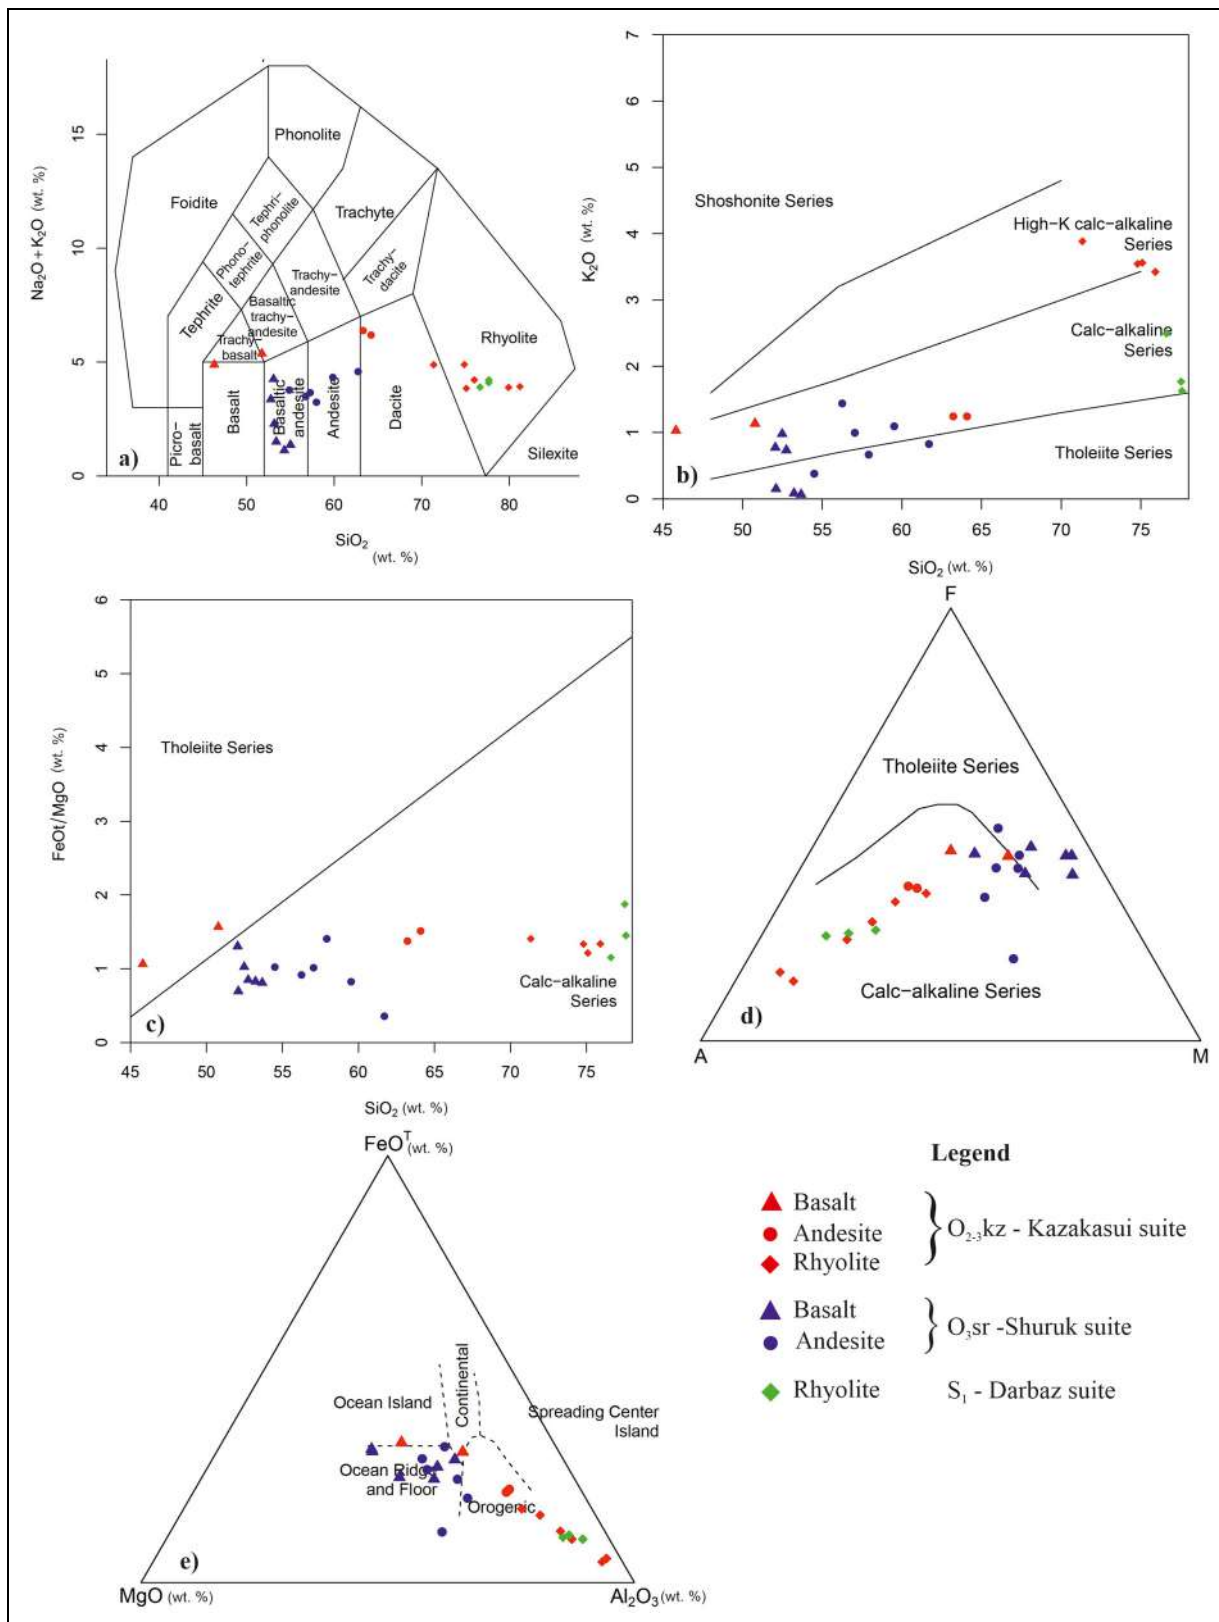 15
10
5
0
Na₂O+K₂O (wt. %)
Phonolite
Foidite
Tephri-
phonolite
Trachyte
Phono-
tephrite
Trachy-
andesite
Trachy-
dacite
Tephrite
Basaltic
trachy-
andesite
Trachy-
basalt
Rhyolite
Picro-
basalt
Basalt
Basaltic
andesite
Andesite
Dacite
Silexite
a)
40 50 60 70 80
SiO₂ (wt. %)
7
6
5
4
3
2
1
0
K₂O (wt. %)
Shoshonite Series
High-K calc-alkaline
Series
Calc-alkaline
Series
Tholeiite Series
b)
45 50 55 60 65 70 75
SiO₂ (wt. %)
6
5
4
3
2
1
0
FeOt/MgO (wt. %)
Tholeiite Series
Calc-alkaline
Series
c)
45 50 55 60 65 70 75
SiO₂ (wt. %)
F
Tholeiite Series
Calc-alkaline Series
d)
A M
FeOᵀ (wt. %)
Ocean Island
Continental
Spreading Center
Island
Ocean Ridge
and Floor
Orogenic
e)
MgO (wt. %) Al₂O₃ (wt. %)
Legend
Basalt
Andesite
Rhyolite
O₂₋₃kz - Kazakasui suite
Basalt
Andesite
O₃sr -Shuruk suite
Rhyolite S₁ - Darbaz suite